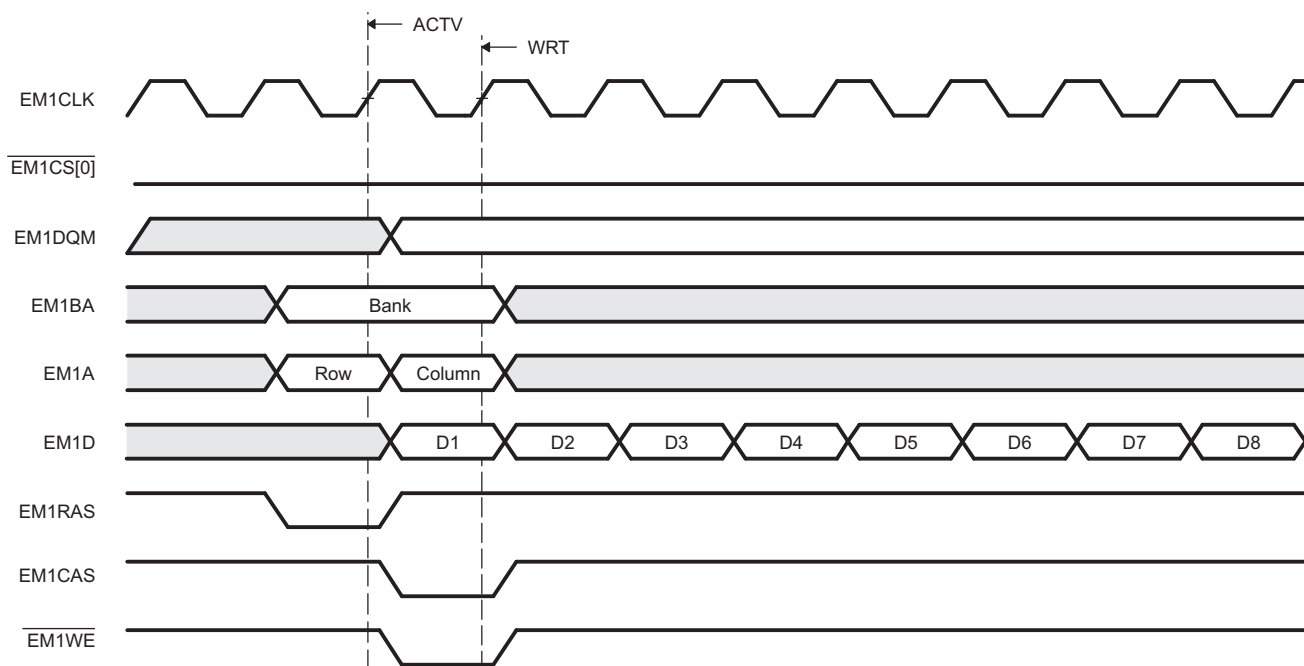 ACTV
WRT
EM1CLK
EM1CS[0]
EM1DQM
EM1BA
Bank
EM1A
Row Column
EM1D
D1 D2 D3 D4 D5 D6 D7 D8
EM1RAS
EM1CAS
EM1WE